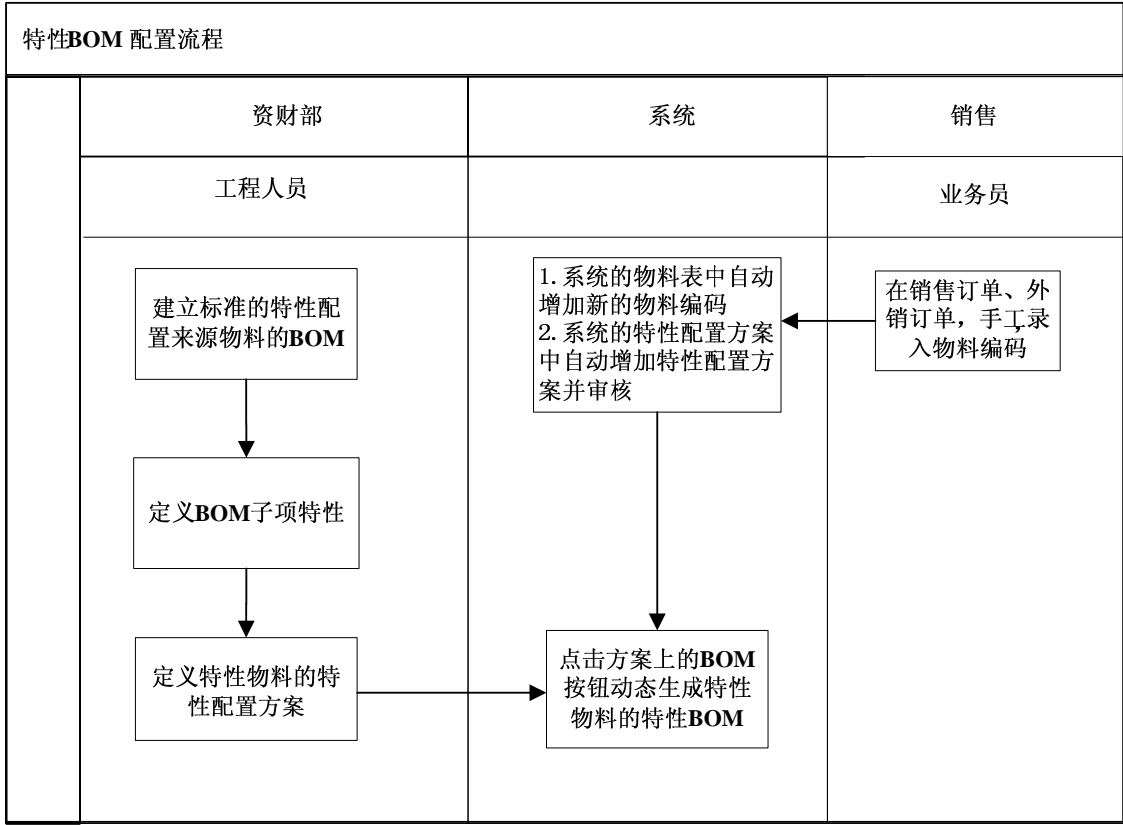 特性BOM 配置流程
资财部
系统
销售
工程人员
业务员
建立标准的特性配
置来源物料的BOM
1.系统的物料表中自动
增加新的物料编码
2.系统的特性配置方案
中自动增加特性配置方
案并审核
在销售订单、外
销订单，手工录
入物料编码
定义BOM子项特性
定义特性物料的特
性配置方案
点击方案上的BOM
按钮动态生成特性
物料的特性BOM